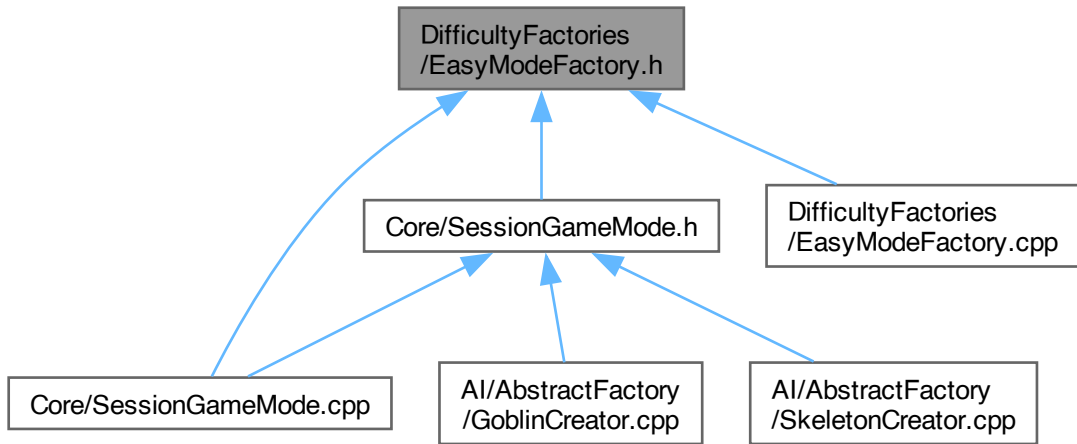 DifficultyFactories
/EasyModeFactory.h
Core/SessionGameMode.h
DifficultyFactories
/EasyModeFactory.cpp
Core/SessionGameMode.cpp
AI/AbstractFactory
/GoblinCreator.cpp
AI/AbstractFactory
/SkeletonCreator.cpp